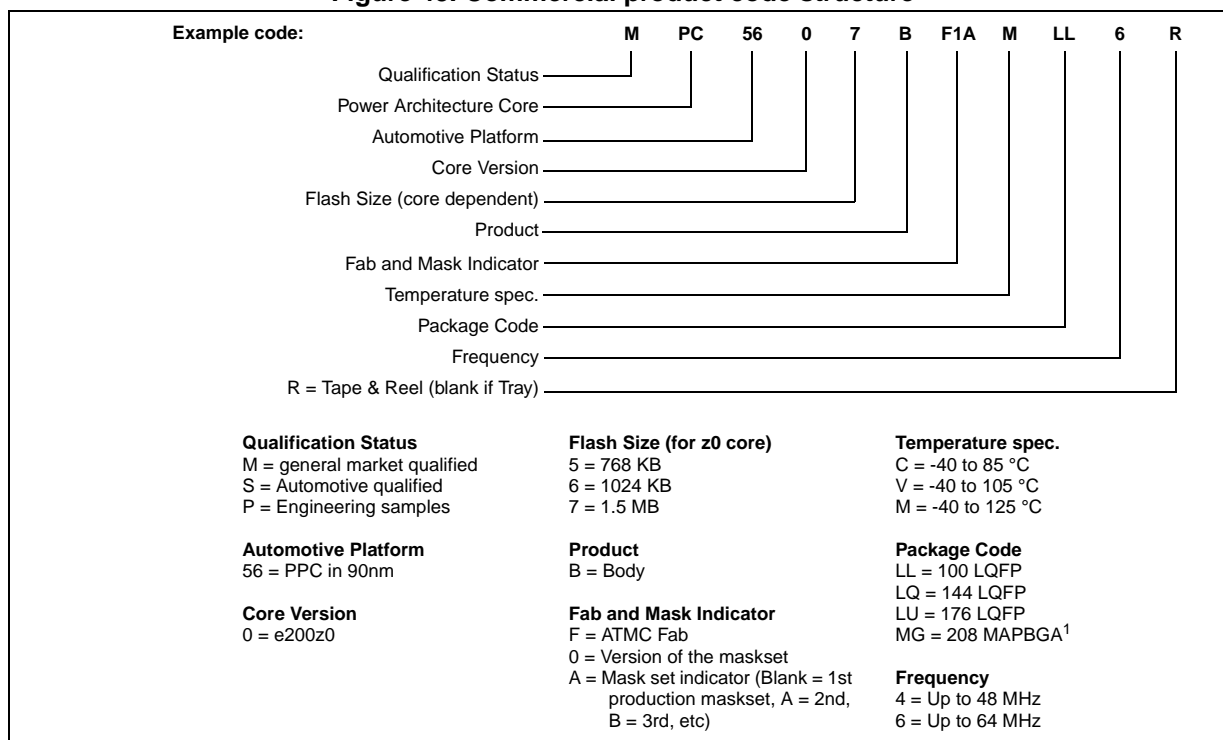 Example code: M PC 56 0 7 B F1A M LL 6 R
Qualification Status
Power Architecture Core
Automotive Platform
Core Version
Flash Size (core dependent)
Product
Fab and Mask Indicator
Temperature spec.
Package Code
Frequency
R = Tape & Reel (blank if Tray)
Qualification Status
M = general market qualified
S = Automotive qualified
P = Engineering samples
Automotive Platform
56 = PPC in 90nm
Core Version
0 = e200z0
Flash Size (for z0 core)
5 = 768 KB
6 = 1024 KB
7 = 1.5 MB
Product
B = Body
Fab and Mask Indicator
F = ATMC Fab
0 = Version of the maskset
A = Mask set indicator (Blank = 1st
production maskset, A = 2nd,
B = 3rd, etc)
Temperature spec.
C = -40 to 85 °C
V = -40 to 105 °C
M = -40 to 125 °C
Package Code
LL = 100 LQFP
LQ = 144 LQFP
LU = 176 LQFP
MG = 208 MAPBGA1
Frequency
4 = Up to 48 MHz
6 = Up to 64 MHz